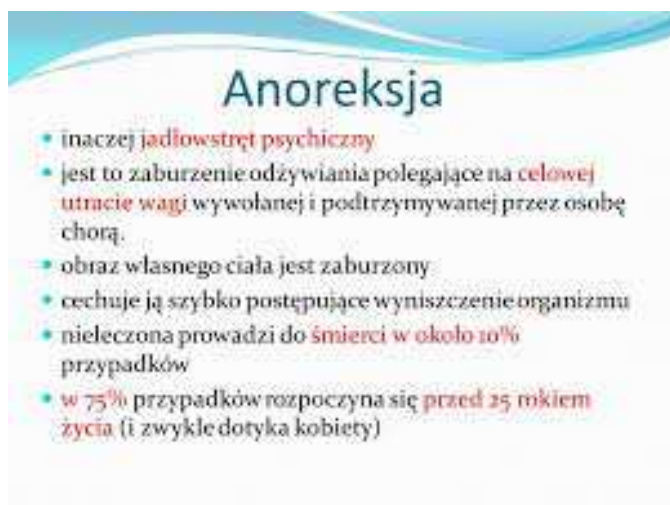 Anoreksja
inaczej jadłowstręt psychiczny
jest to zaburzenie odżywiania polegające na celowej
utracie wagi wywołanej i podtrzymywanej przez osobę
chorą.
obraz własnego ciała jest zaburzony
cechuje ją szybko postępujące wyniszczenie organizmu
nieleczona prowadzi do śmierci w około 10%
przypadków
w 75% przypadków rozpoczyna się przed 25 rokiem
życia (i zwykle dotyka kobiety)